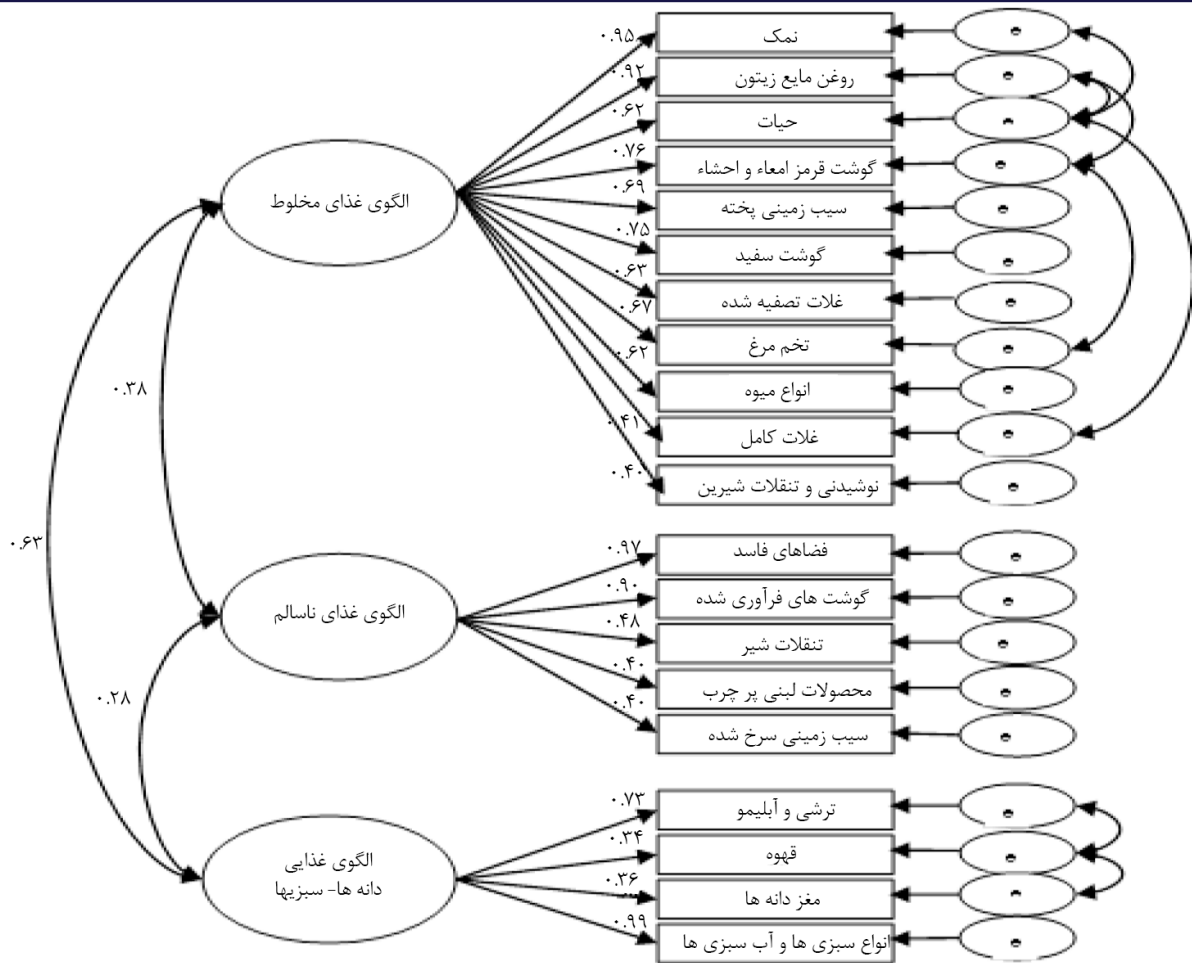 نمک
روغن مایع زیتون
حیات
گوشت قرمز امعاء و احشاء
سیب زمینی پخته
گوشت سفید
غلات تصفیه شده
تخم مرغ
انواع میوه
غلات کامل
نوشیدنی و تنقلات شیرین
۰.۹۵
۰.۹۲
۰.۶۲
۰.۷۶
۰.۶۹
۰.۷۵
۰.۶۳
۰.۶۷
۰.۶۲
۰.۴۱
۰.۴۰
الگوی غذای مخلوط
۰.۳۸
۰.۶۳
فضاهای فاسد
گوشت های فرآوری شده
تنقلات شیر
محصولات لبنی پر چرب
سیب زمینی سرخ شده
۰.۹۷
۰.۹۰
۰.۴۸
۰.۴۰
۰.۴۰
الگوی غذای ناسالم
۰.۲۸
ترشی و آبلیمو
قهوه
مغز دانه ها
انواع سبزی ها و آب سبزی ها
۰.۷۳
۰.۳۴
۰.۳۶
۰.۹۹
الگوی غذایی
دانه ها- سبزیها